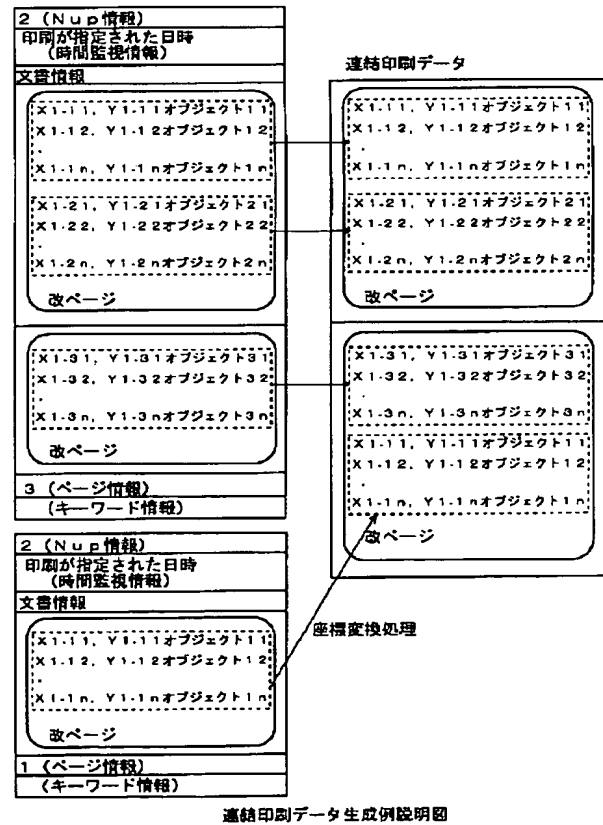 2 (Nup情報)
印刷が指定された日時
(時間監視情報)
文書情報
X1-11, Y1-11オブジェクト11
X1-12, Y1-12オブジェクト12
.
X1-1n, Y1-1nオブジェクト1n
X1-21, Y1-21オブジェクト21
X1-22, Y1-22オブジェクト22
.
X1-2n, Y1-2nオブジェクト2n
改ページ
X1-31, Y1-31オブジェクト31
X1-32, Y1-32オブジェクト32
.
X1-3n, Y1-3nオブジェクト3n
改ページ
3 (ページ情報)
(キーワード情報)
2 (Nup情報)
印刷が指定された日時
(時間監視情報)
文書情報
X1-11, Y1-11オブジェクト11
X1-12, Y1-12オブジェクト12
.
X1-1n, Y1-1nオブジェクト1n
改ページ
1 (ページ情報)
(キーワード情報)
連結印刷データ
X1-11, Y1-11オブジェクト11
X1-12, Y1-12オブジェクト12
.
X1-1n, Y1-1nオブジェクト1n
X1-21, Y1-21オブジェクト21
X1-22, Y1-22オブジェクト22
.
X1-2n, Y1-2nオブジェクト2n
改ページ
X1-31, Y1-31オブジェクト31
X1-32, Y1-32オブジェクト32
.
X1-3n, Y1-3nオブジェクト3n
X1-11, Y1-11オブジェクト11
X1-12, Y1-12オブジェクト12
.
X1-1n, Y1-1nオブジェクト1n
改ページ
座標変換処理
連結印刷データ生成例説明図